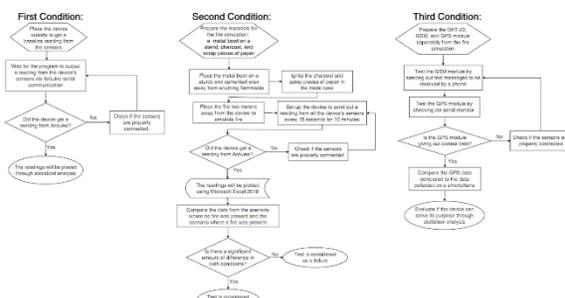 First Condition:
Place the device
outside to get a
baseline reading from
the sensors
Wait for the program to output
a reading from the device's
sensors via Arduino serial
communication
Did the device get a
reading from Arduino?
No
Check if the sensors
are properly
connected.
Yes
The readings will be placed
through statistical analysis
Second Condition:
Prepare the materials for
the fire simulation:
a metal bowl on a
stand, charcoal, and
scrap pieces of paper
Place the metal bowl on a
sturdy and cemented area
away from anything flammable
Ignite the charcoal and
scrap pieces of paper in
the metal bowl
Place the fire two meters
away from the device to
simulate fire
Set up the device to send out a
reading from all the device's sensors
every 15 seconds for 10 minutes
Did the device get a
reading from Arduino?
No
Check if the sensors
are properly connected.
Yes
The readings will be plotted
using Microsoft Excel 2019
Compare the data from the scenario
where no fire was present and the
scenario where a fire was present
Is there a significant
amount of difference in
both conditions?
No
Test is considered
as a failure
Yes
Test is considered
Third Condition:
Prepare the DHT-22,
GSM, and GPS module
separately from the fire
simulation
Test the GSM module by
sending out text messages to be
received by a phone
Test the GPS module by
checking via serial monitor
Is the GPS module
giving out correct data?
No
Check if the sensors are
properly connected
Yes
Compare the GPS data
compared to the data
collected on a smartphone
Evaluate if the device can
serve its purpose through
statistical analysis